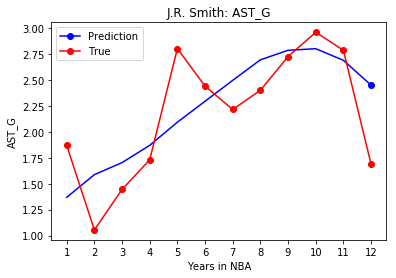 J.R. Smith: AST_G
Prediction
True
3.00
2.75
2.50
2.25
2.00
1.75
1.50
1.25
1.00
AST_G
1 2 3 4 5 6 7 8 9 10 11 12
Years in NBA